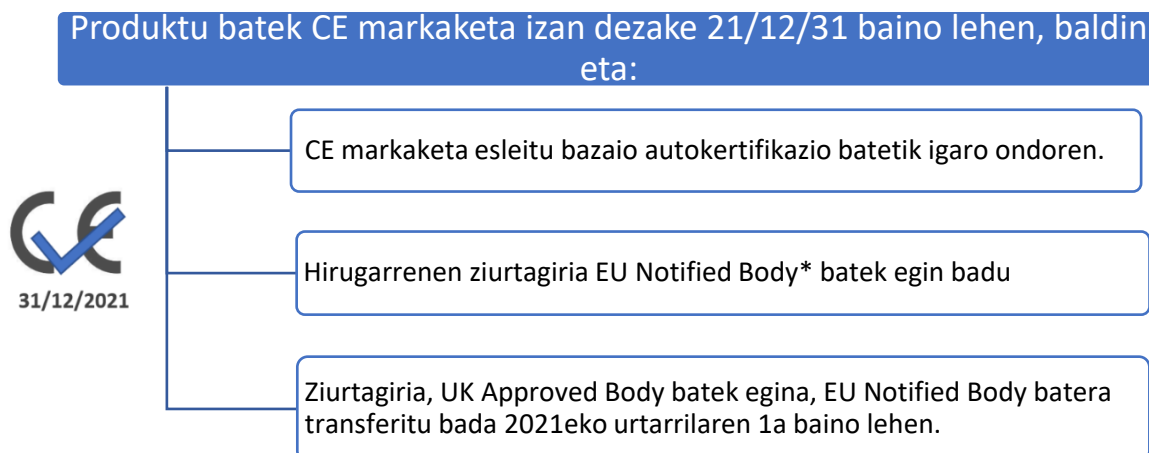 Produktu batek CE markaketa izan dezake 21/12/31 baino lehen, baldin
eta:
CE markaketa esleitu bazaio autokertifikazio batetik igaro ondoren.
CE
31/12/2021
Hirugarrenen ziurtagiria EU Notified Body* batek egin badu
Ziurtagiria, UK Approved Body batek egina, EU Notified Body batera
transferitu bada 2021eko urtarrilaren 1a baino lehen.